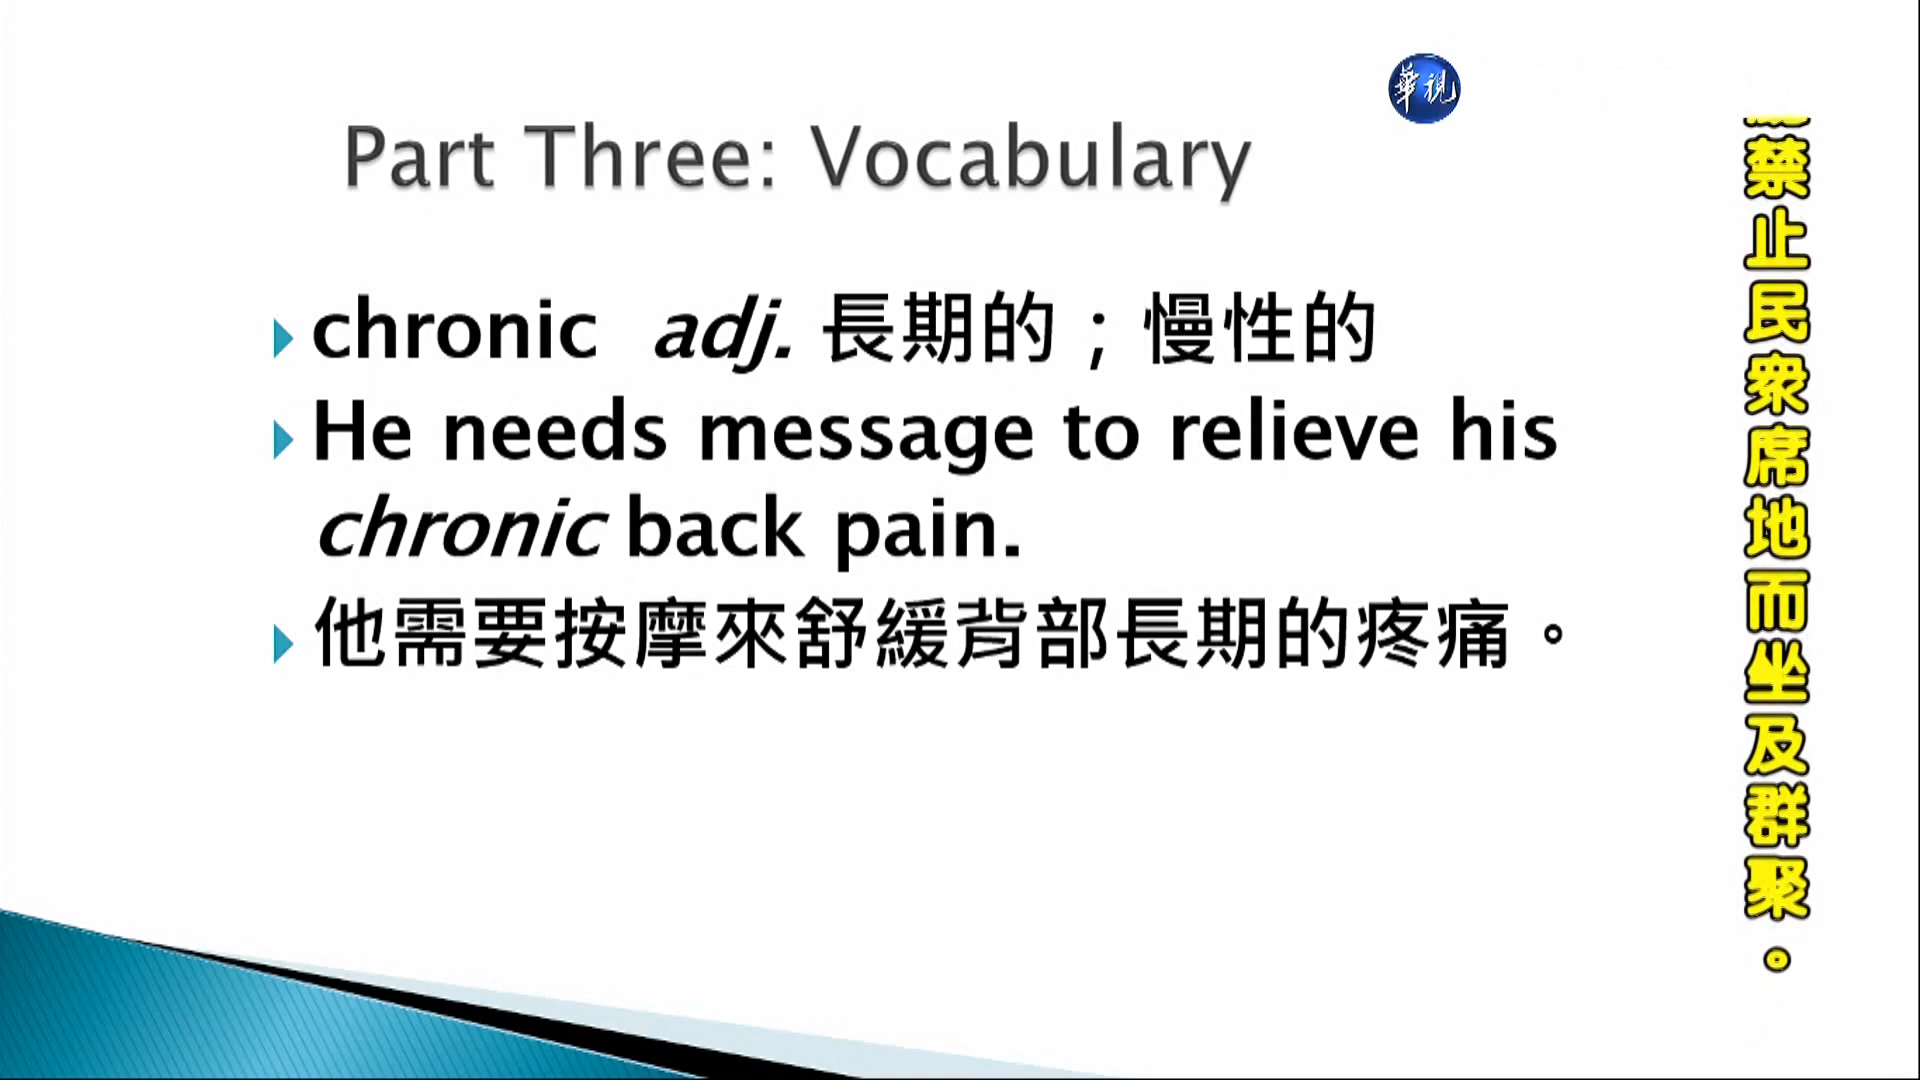 華視
Part Three: Vocabulary
chronic adj. 長期的；慢性的
He needs message to relieve his
chronic back pain.
他需要按摩來舒緩背部長期的疼痛。
禁止民眾席地而坐及群聚。